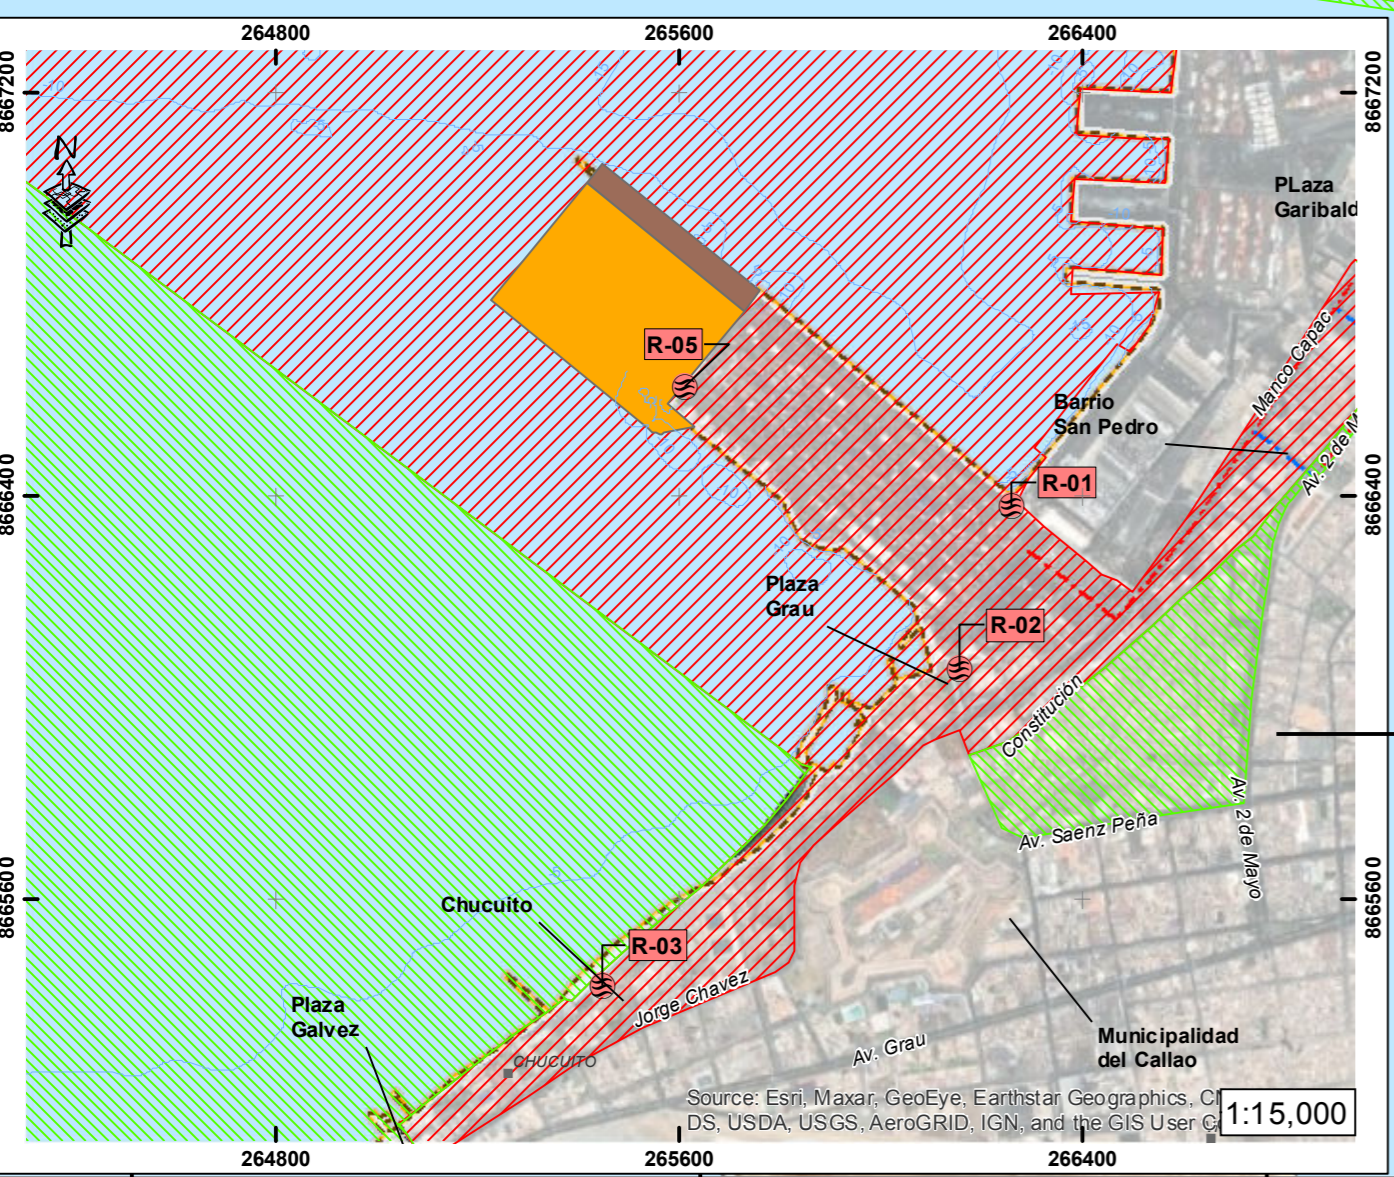 264800
265600
266400
8667200
8667200
N
PLaza
Garibald
R-05
Manco Capac
Barrio
San Pedro
Av. 2 de M
R-01
8666400
8666400
Plaza
Grau
R-02
Constitución
Av. Saenz Peña
Av. 2 de Mayo
8665600
8665600
Chucuito
R-03
Jorge Chavez
Plaza
Galvez
Av. Grau
Municipalidad
del Callao
CHUCUITO
Source: Esri, Maxar, GeoEye, Earthstar Geographics,
DS, USDA, USGS, AeroGRID, IGN, and the GIS User
1:15,000
264800
265600
266400